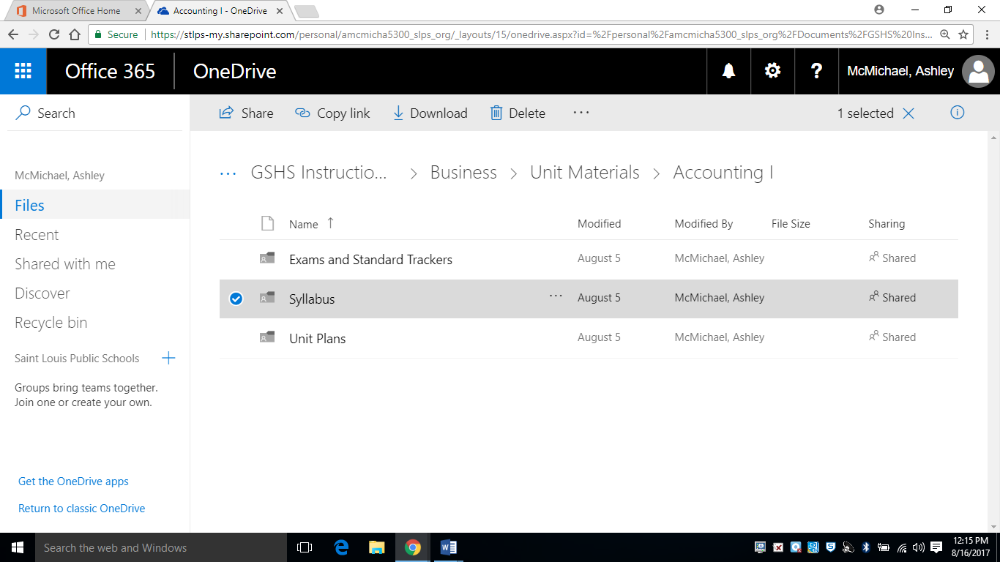 Microsoft Office Home
Accounting I - OneDrive
Secure
https://stlps-my.sharepoint.com/personal/amcmicha5300_slps_org/_layouts/15/onedrive.aspx?id=%2Fpersonal%2Famcmicha5300_slps_org%2FDocuments%2FGSHS%20Ins...
Office 365 OneDrive ? McMichael, Ashley
Search Share Copy link Download Delete ... 1 selected
McMichael, Ashley
Files
Recent
Shared with me
Discover
Recycle bin
Saint Louis Public Schools +
Groups bring teams together.
Join one or create your own.
Get the OneDrive apps
Return to classic OneDrive
... GSHS Instructio... > Business > Unit Materials > Accounting I
Name ↑ Modified Modified By File Size Sharing
Exams and Standard Trackers August 5 McMichael, Ashley Shared
Syllabus ... August 5 McMichael, Ashley Shared
Unit Plans August 5 McMichael, Ashley Shared
Search the web and Windows
12:15 PM
8/16/2017